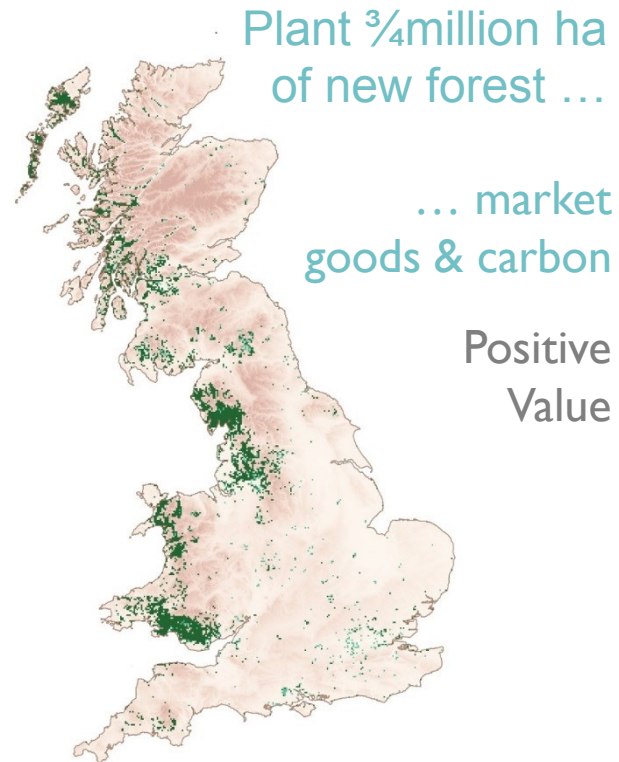 Plant ¾million ha
of new forest …
… market
goods & carbon
Positive
Value